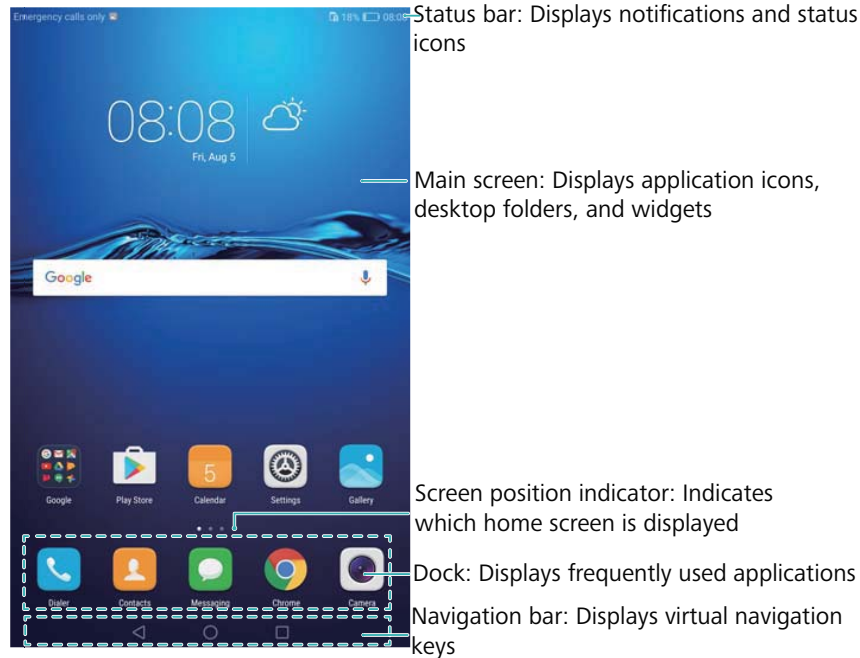 Emergency calls only
18%
08:08
Status bar: Displays notifications and status
icons
08:08
Fri, Aug 5
Main screen: Displays application icons,
desktop folders, and widgets
Google
5
Google
Play Store
Calendar
Settings
Gallery
Screen position indicator: Indicates
which home screen is displayed
Dialer
Contacts
Messaging
Chrome
Camera
Dock: Displays frequently used applications
Navigation bar: Displays virtual navigation
keys